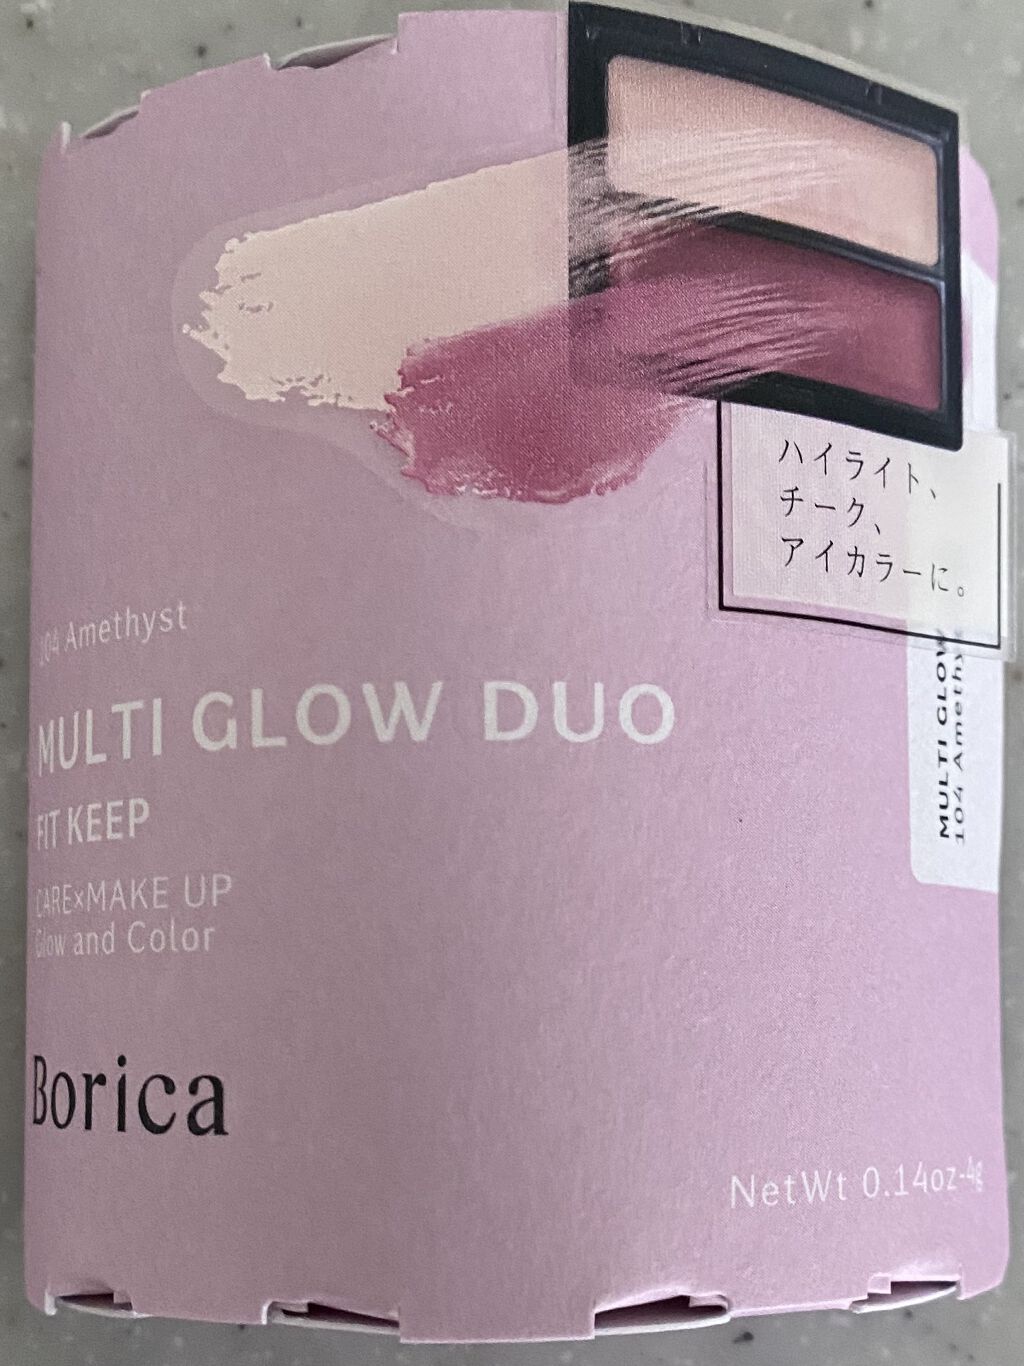 ハイライト、
チーク、
アイカラーに。
104 Amethyst
MULTI GLOW DUO
FIT KEEP
CARE×MAKE UP
Glow and Color
Borica
NetWt 0.14oz-4g
MULTI GLOW
104